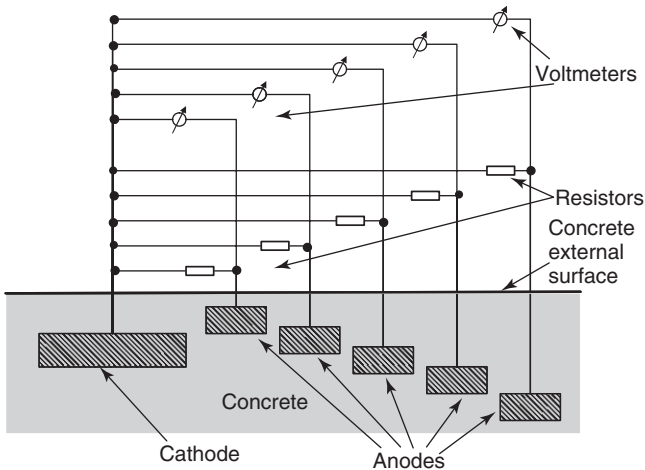 Voltmeters
Resistors
Concrete
external
surface
Concrete
Cathode
Anodes